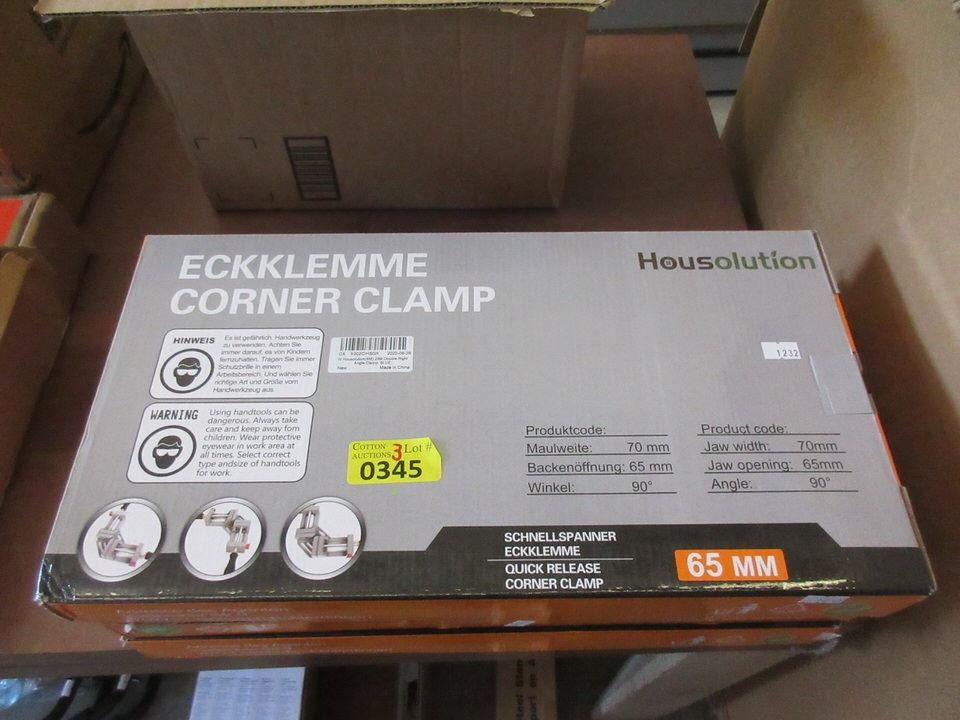 ECKKLEMME
CORNER CLAMP
Housolution
HINWEIS
Es ist gefährlich, Handwerkzeug
zu verwenden. Achten Sie
immer darauf, es von Kindern
fernzuhalten. Tragen Sie immer
Schutzbrille in einem
Arbeitsbereich. Und wählen Sie
richtige Art und Größe vom
Handwerkzeug aus.
New
Made in China
1232
WARNING
Using handtools can be
dangerous. Always take
care and keep away fom
children. Wear protective
eyewear in work area at
all times. Select correct
type andsize of handtools
for work.
COTTON
AUCTIONS
3
Lot #
0345
Produktcode:
Maulweite: 70 mm
Backenöffnung: 65 mm
Winkel: 90°
Product code:
Jaw width: 70mm
Jaw opening: 65mm
Angle: 90°
SCHNELLSPANNER
ECKKLEMME
QUICK RELEASE
CORNER CLAMP
65 MM